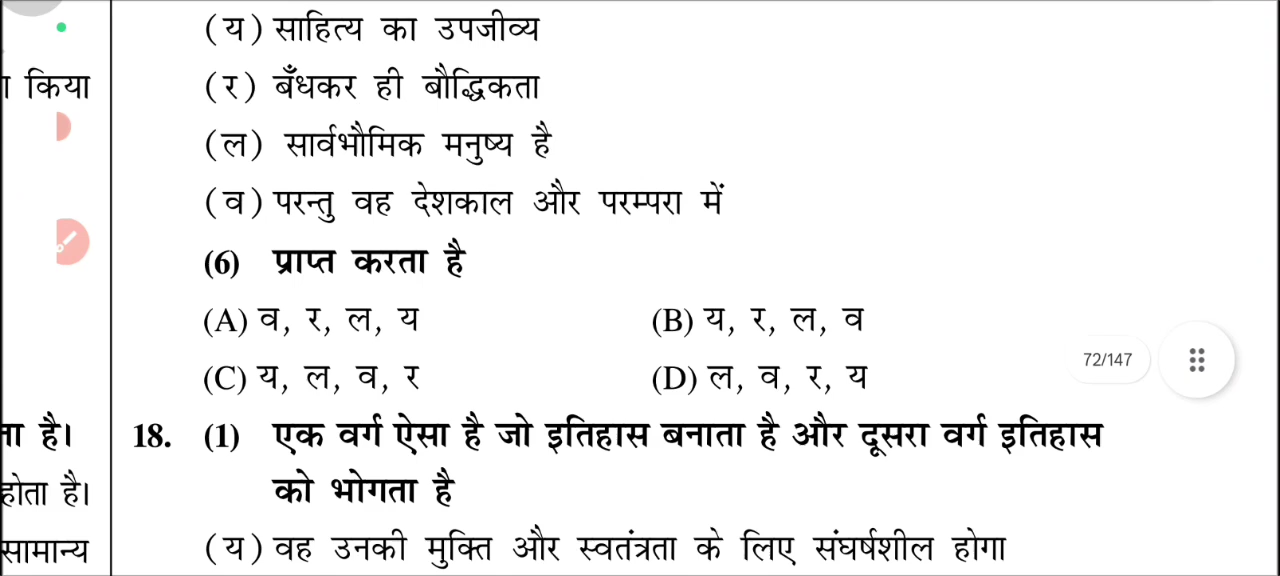 (य) साहित्य का उपजीव्य
किया
(र) बँधकर ही बौद्धिकता
(ल) सार्वभौमिक मनुष्य है
(व) परन्तु वह देशकाल और परम्परा में
(6) प्राप्त करता है
(A) व, र, ल, य (B) य, र, ल, व
72/147
(C) य, ल, व, र (D) ल, व, र, य
है।
18. (1) एक वर्ग ऐसा है जो इतिहास बनाता है और दूसरा वर्ग इतिहास
को भोगता है
होता है।
सामान्य
(य) वह उनकी मुक्ति और स्वतंत्रता के लिए संघर्षशील होगा